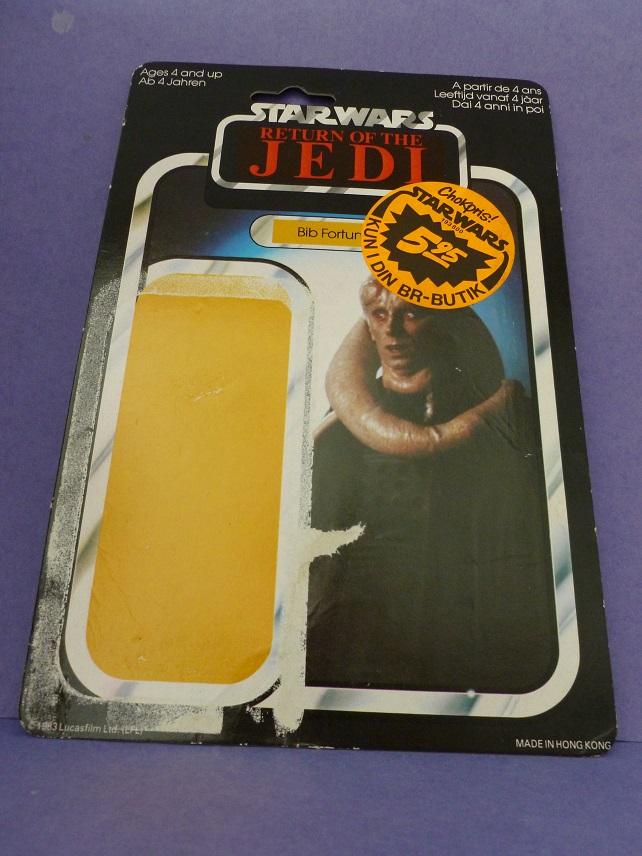 Ages 4 and up
Ab 4 Jahren
A partir de 4 ans
Leeftijd vanaf 4 jaar
Dai 4 anni in poi
STAR WARS
RETURN OF THE
JEDI
Bib Fortun
Chokpris!
STAR WARS
5.95
KUN I DIN BR-BUTIK
© 1983 Lucasfilm Ltd. (LFL)
MADE IN HONG KONG